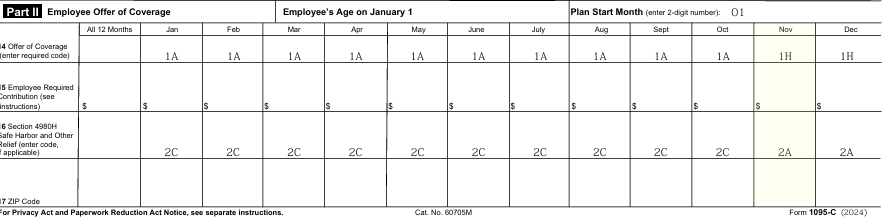 Part II Employee Offer of Coverage Employee's Age on January 1 Plan Start Month (enter 2-digit number): 01
All 12 Months Jan Feb Mar Apr May June July Aug Sept Oct Nov Dec
14 Offer of Coverage
(enter required code) 1A 1A 1A 1A 1A 1A 1A 1A 1A 1A 1H 1H
15 Employee Required
Contribution (see
instructions) $ $ $ $ $ $ $ $ $ $ $ $ $
16 Section 4980H
Safe Harbor and Other
Relief (enter code,
if applicable) 2C 2C 2C 2C 2C 2C 2C 2C 2C 2C 2A 2A
17 ZIP Code
For Privacy Act and Paperwork Reduction Act Notice, see separate instructions. Cat. No. 60705M Form 1095-C (2024)